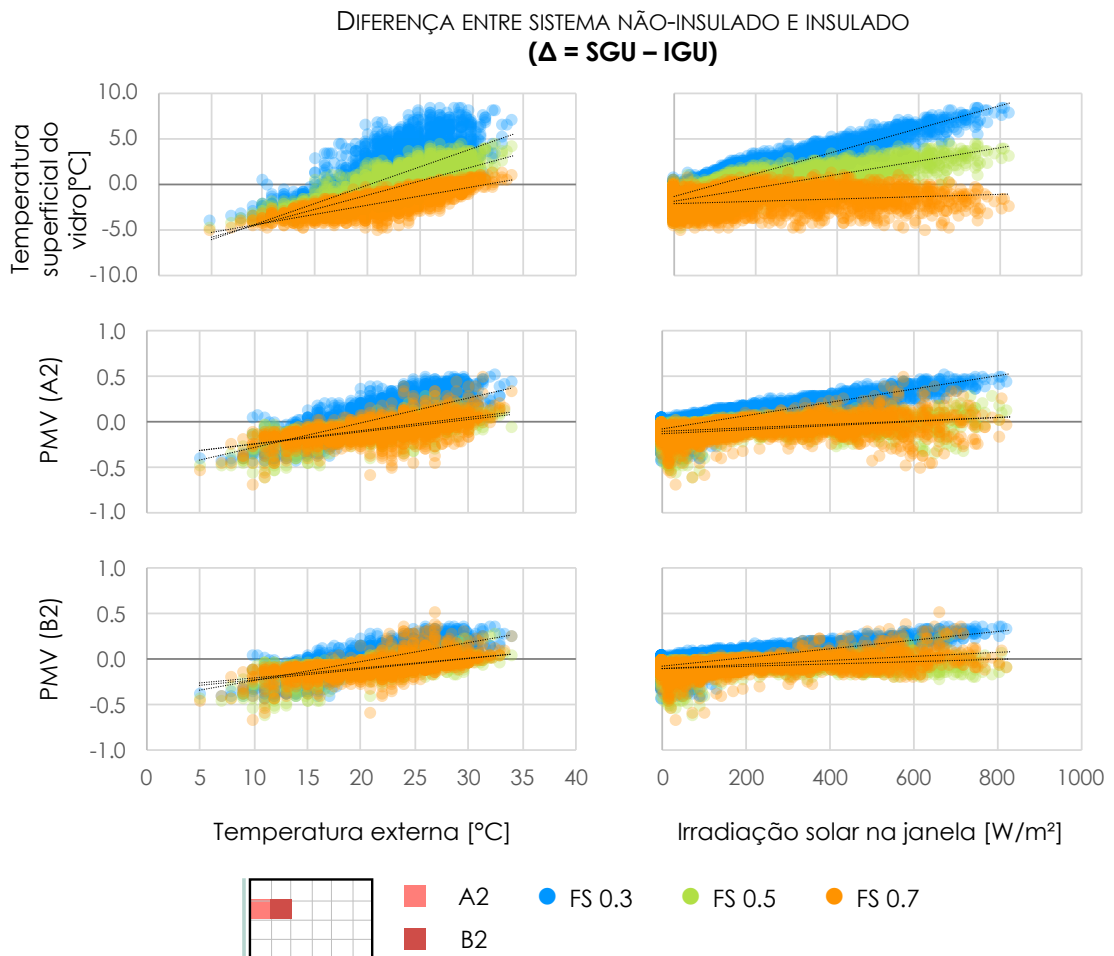 DIFERENÇA ENTRE SISTEMA NÃO-INSULADO E INSULADO
(Δ = SGU – IGU)
Temperatura
superficial do
vidro[°C]
10.0
5.0
0.0
-5.0
-10.0
PMV (A2)
1.0
0.5
0.0
-0.5
-1.0
PMV (B2)
1.0
0.5
0.0
-0.5
-1.0
0 5 10 15 20 25 30 35 40
0 200 400 600 800 1000
Temperatura externa [°C]
Irradiação solar na janela [W/m²]
A2
B2
FS 0.3
FS 0.5
FS 0.7